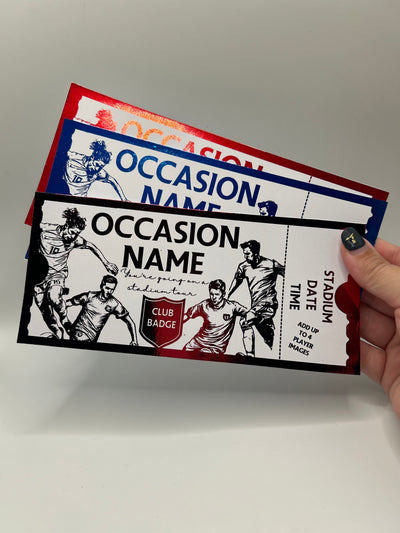 OCCASION
OCCASION
NAME
OCCASION
NAME
You're going on a
stadium tour
CLUB
BADGE
STADIUM
DATE
TIME
ADD UP
TO 4
PLAYER
IMAGES